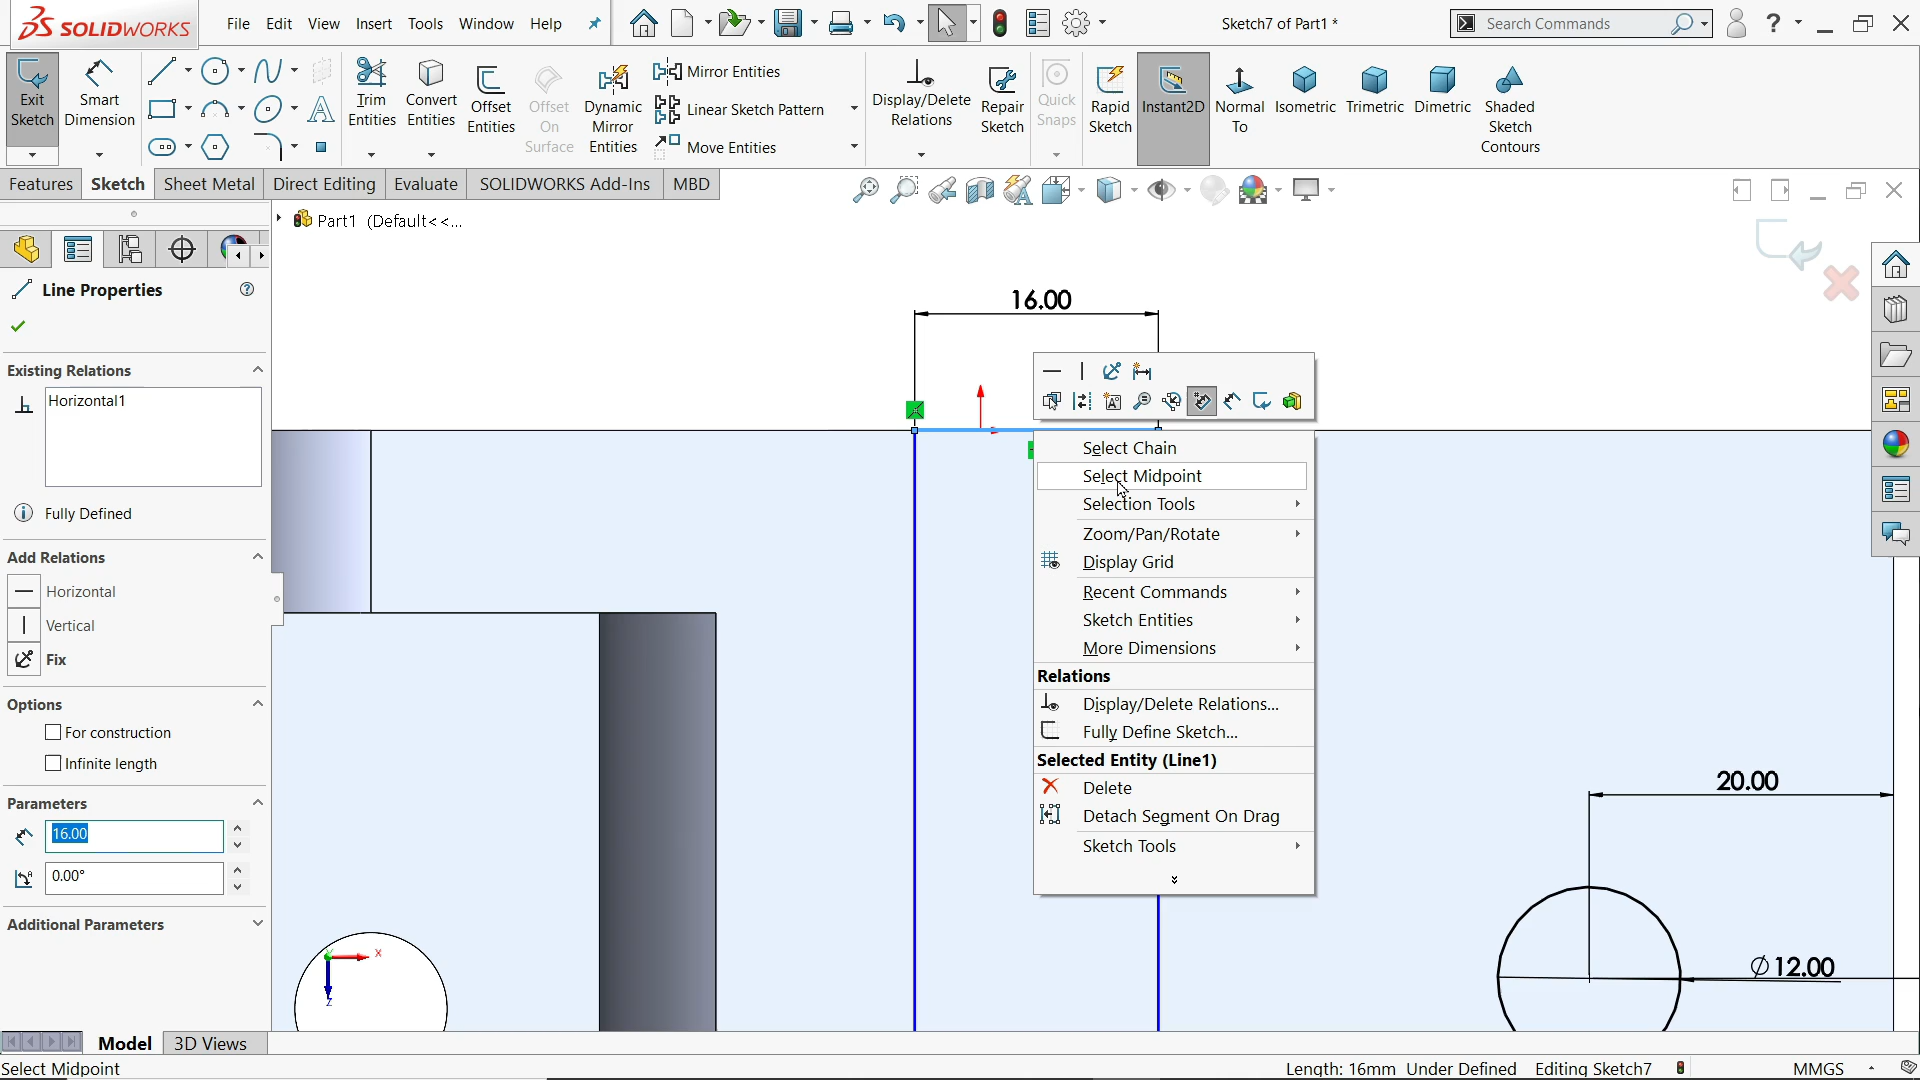 SOLIDWORKS File Edit View Insert Tools Window Help Sketch7 of Part1 * Search Commands
Exit Sketch
Smart Dimension
Trim Entities
Convert Entities
Offset Entities
Offset On Surface
Dynamic Mirror Entities
Mirror Entities
Linear Sketch Pattern
Move Entities
Display/Delete Relations
Repair Sketch
Quick Snaps
Rapid Sketch
Instant2D
Normal To
Isometric
Trimetric
Dimetric
Shaded Sketch Contours
Features Sketch Sheet Metal Direct Editing Evaluate SOLIDWORKS Add-Ins MBD
Part1 (Default<<...
Line Properties
Existing Relations
Horizontal1
Fully Defined
Add Relations
Horizontal
Vertical
Fix
Options
For construction
Infinite length
Parameters
16.00
0.00°
Additional Parameters
16.00
Select Chain
Select Midpoint
Selection Tools
Zoom/Pan/Rotate
Display Grid
Recent Commands
Sketch Entities
More Dimensions
Relations
Display/Delete Relations...
Fully Define Sketch...
Selected Entity (Line1)
Delete
Detach Segment On Drag
Sketch Tools
20.00
∅12.00
X
Z
Model 3D Views
Select Midpoint Length: 16mm Under Defined Editing Sketch7 MMGS